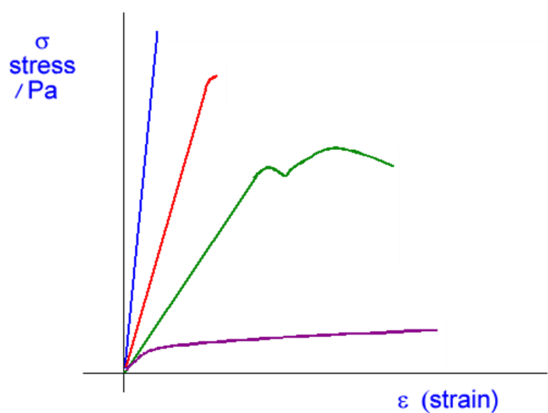 σ
stress
/Pa
ε (strain)